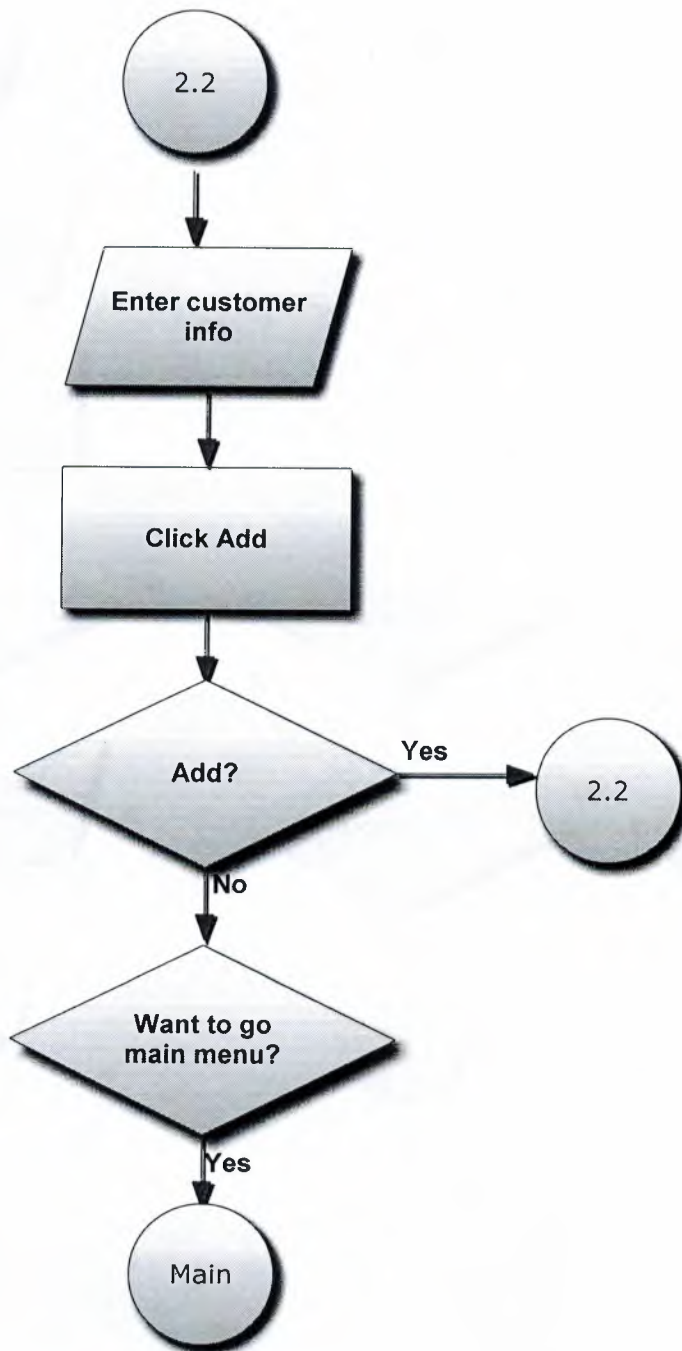 2.2
Enter customer
info
Click Add
Add?
Yes
2.2
No
Want to go
main menu?
Yes
Main